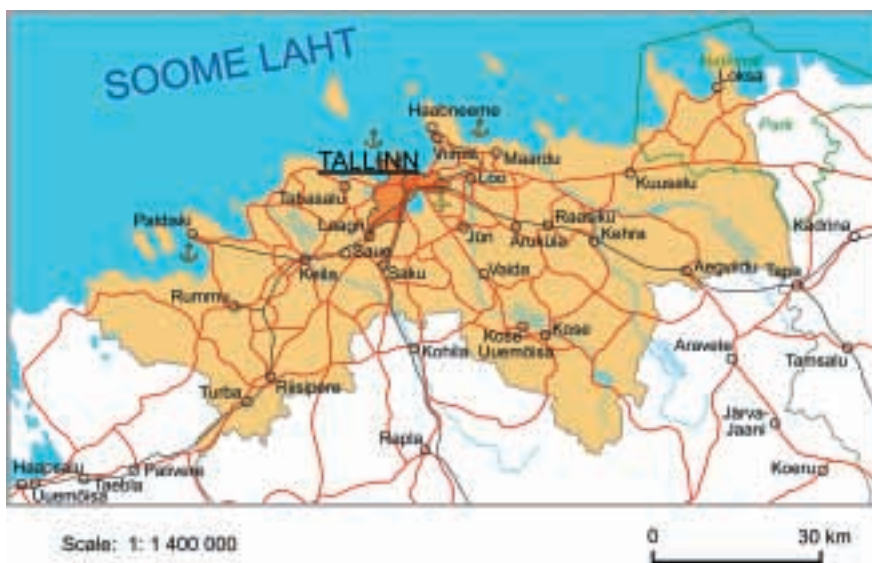 SOOME LAHT
National
Loksa
Park
Haabneeme
Viimsi
TALLINN
Maardu
Loo
Kuusalu
Tabasalu
Paldiski
Laagri
Jüri
Aruküla
Raasiku
Kehra
Kadrina
Saue
Keila
Saku
Vaida
Aegviidu
Tapa
Rummu
Kose
Uuemõisa
Kose
Kohila
Aravete
Tamsalu
Turba
Riisipere
Järva-
Jaani
Rapla
Haapsalu
Uuemõisa
Taebla
Palivere
Koeru
Scale: 1: 1 400 000
0
30 km